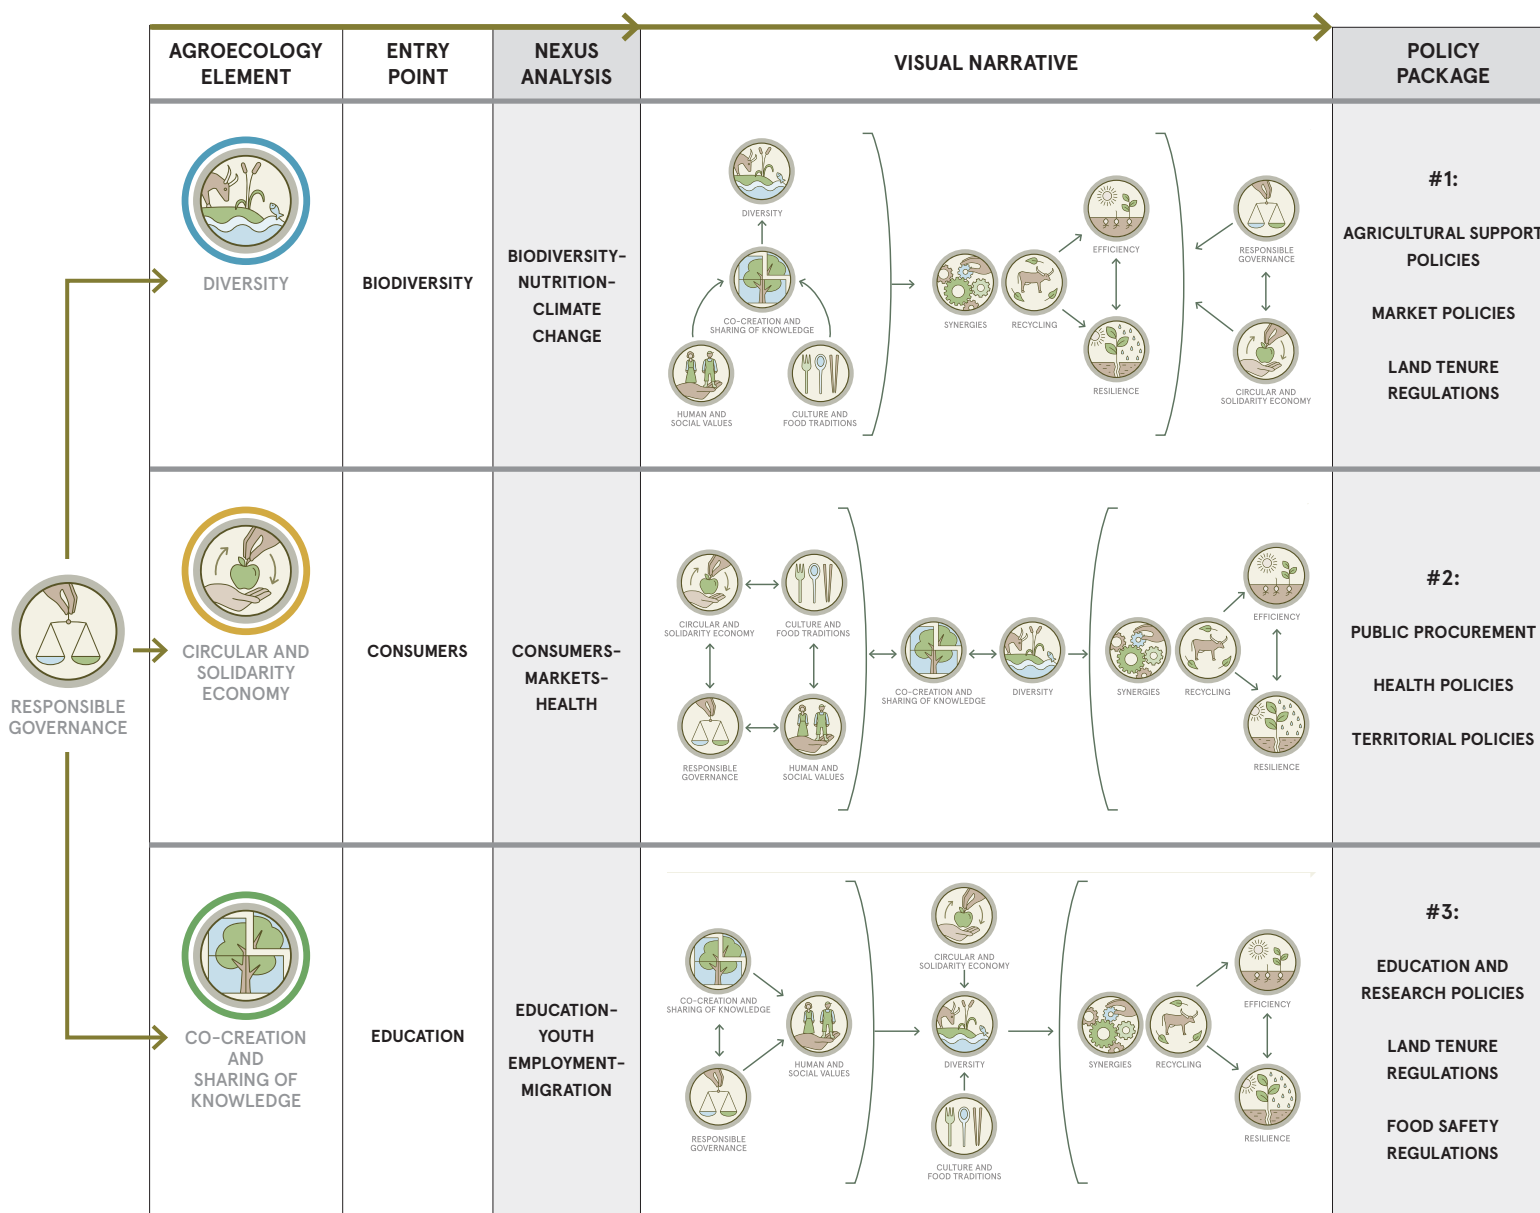 AGROECOLOGY
ELEMENT
ENTRY
POINT
NEXUS
ANALYSIS
VISUAL NARRATIVE
POLICY
PACKAGE
RESPONSIBLE
GOVERNANCE
DIVERSITY
BIODIVERSITY
BIODIVERSITY-
NUTRITION-
CLIMATE
CHANGE
DIVERSITY
CO-CREATION AND
SHARING OF KNOWLEDGE
HUMAN AND
SOCIAL VALUES
CULTURE AND
FOOD TRADITIONS
SYNERGIES
RECYCLING
EFFICIENCY
RESILIENCE
RESPONSIBLE
GOVERNANCE
CIRCULAR AND
SOLIDARITY ECONOMY
#1:
AGRICULTURAL SUPPORT
POLICIES
MARKET POLICIES
LAND TENURE
REGULATIONS
CIRCULAR AND
SOLIDARITY
ECONOMY
CONSUMERS
CONSUMERS-
MARKETS-
HEALTH
CIRCULAR AND
SOLIDARITY ECONOMY
CULTURE AND
FOOD TRADITIONS
RESPONSIBLE
GOVERNANCE
HUMAN AND
SOCIAL VALUES
CO-CREATION AND
SHARING OF KNOWLEDGE
DIVERSITY
SYNERGIES
RECYCLING
EFFICIENCY
RESILIENCE
#2:
PUBLIC PROCUREMENT
HEALTH POLICIES
TERRITORIAL POLICIES
CO-CREATION
AND
SHARING OF
KNOWLEDGE
EDUCATION
EDUCATION-
YOUTH
EMPLOYMENT-
MIGRATION
CO-CREATION AND
SHARING OF KNOWLEDGE
RESPONSIBLE
GOVERNANCE
HUMAN AND
SOCIAL VALUES
CIRCULAR AND
SOLIDARITY ECONOMY
DIVERSITY
CULTURE AND
FOOD TRADITIONS
SYNERGIES
RECYCLING
EFFICIENCY
RESILIENCE
#3:
EDUCATION AND
RESEARCH POLICIES
LAND TENURE
REGULATIONS
FOOD SAFETY
REGULATIONS